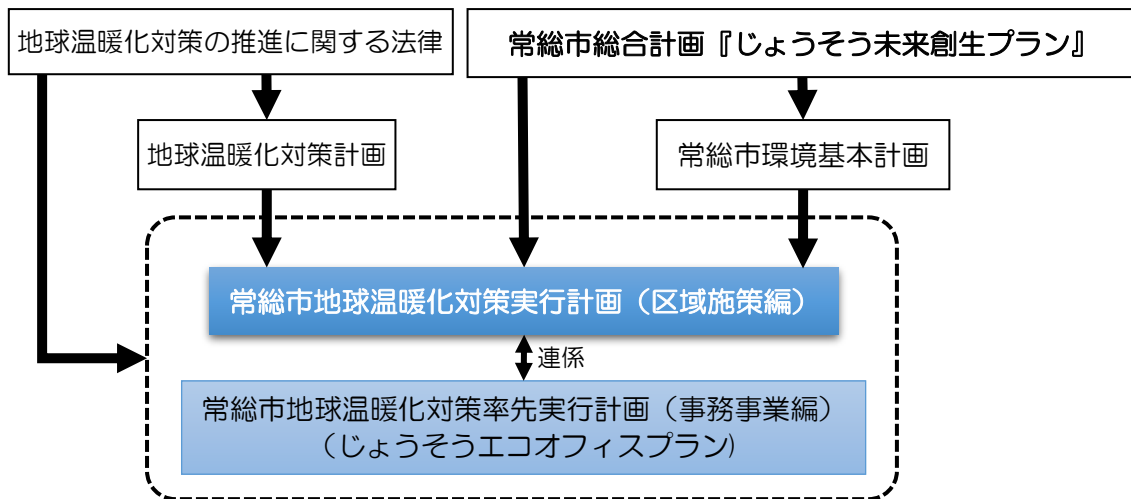 地球温暖化対策の推進に関する法律
常総市総合計画『じょうそう未来創生プラン』
地球温暖化対策計画
常総市環境基本計画
常総市地球温暖化対策実行計画（区域施策編）
連係
常総市地球温暖化対策率先実行計画（事務事業編）
（じょうそうエコオフィスプラン)